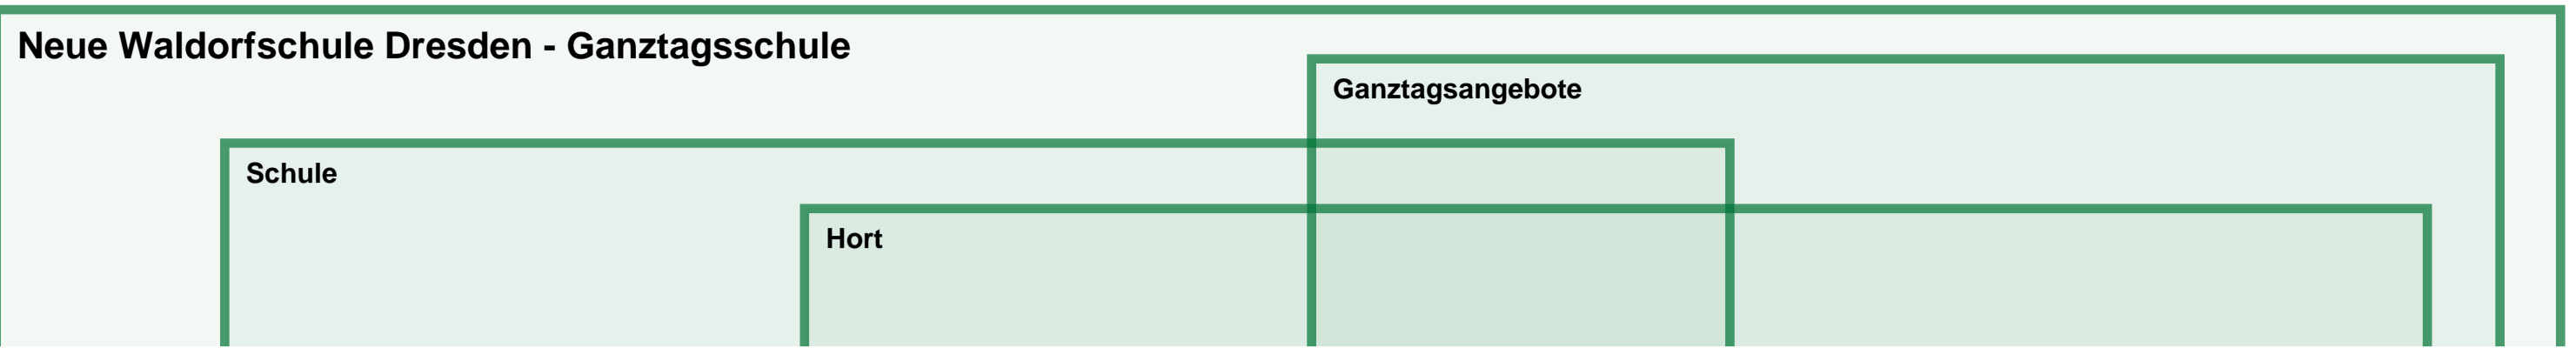 Neue Waldorfschule Dresden - Ganztagsschule
Ganztagsangebote
Schule
Hort